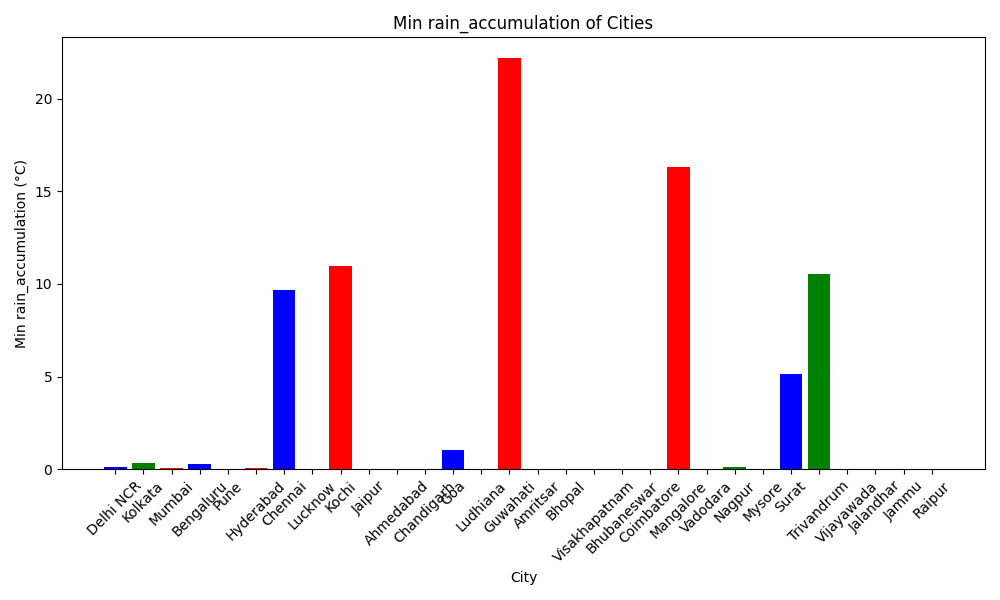 Min rain_accumulation of Cities
Min rain_accumulation (°C)
20
15
10
5
0
Delhi NCR
Kolkata
Mumbai
Bengaluru
Pune
Hyderabad
Chennai
Lucknow
Kochi
Jaipur
Ahmedabad
Chandigarh
Goa
Ludhiana
Guwahati
Amritsar
Bhopal
Visakhapatnam
Bhubaneswar
Coimbatore
Mangalore
Vadodara
Nagpur
Mysore
Surat
Trivandrum
Vijayawada
Jalandhar
Jammu
Raipur
City